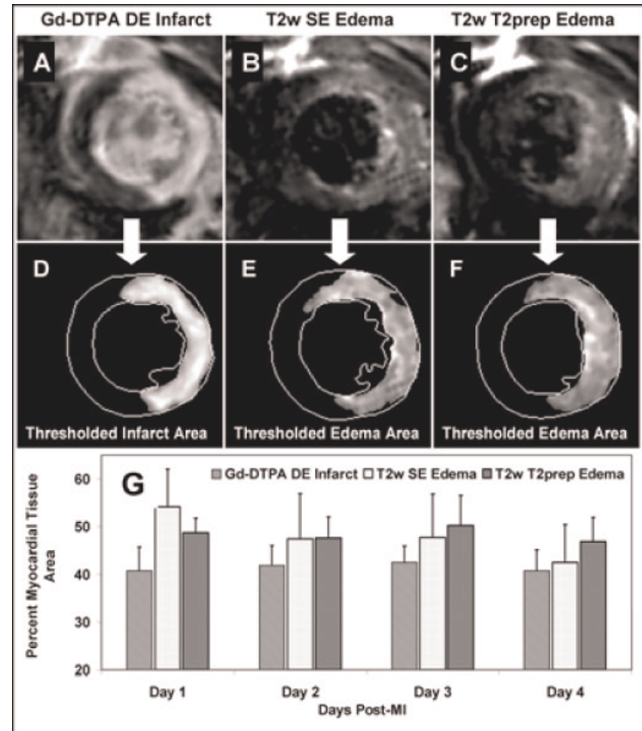 Gd-DTPA DE Infarct T2w SE Edema T2w T2prep Edema
A B C
D E F
Thresholded Infarct Area Thresholded Edema Area Thresholded Edema Area
G
Gd-DTPA DE Infarct T2w SE Edema T2w T2prep Edema
Percent Myocardial Tissue
Area
60
50
40
30
20
Day 1 Day 2 Day 3 Day 4
Days Post-MI